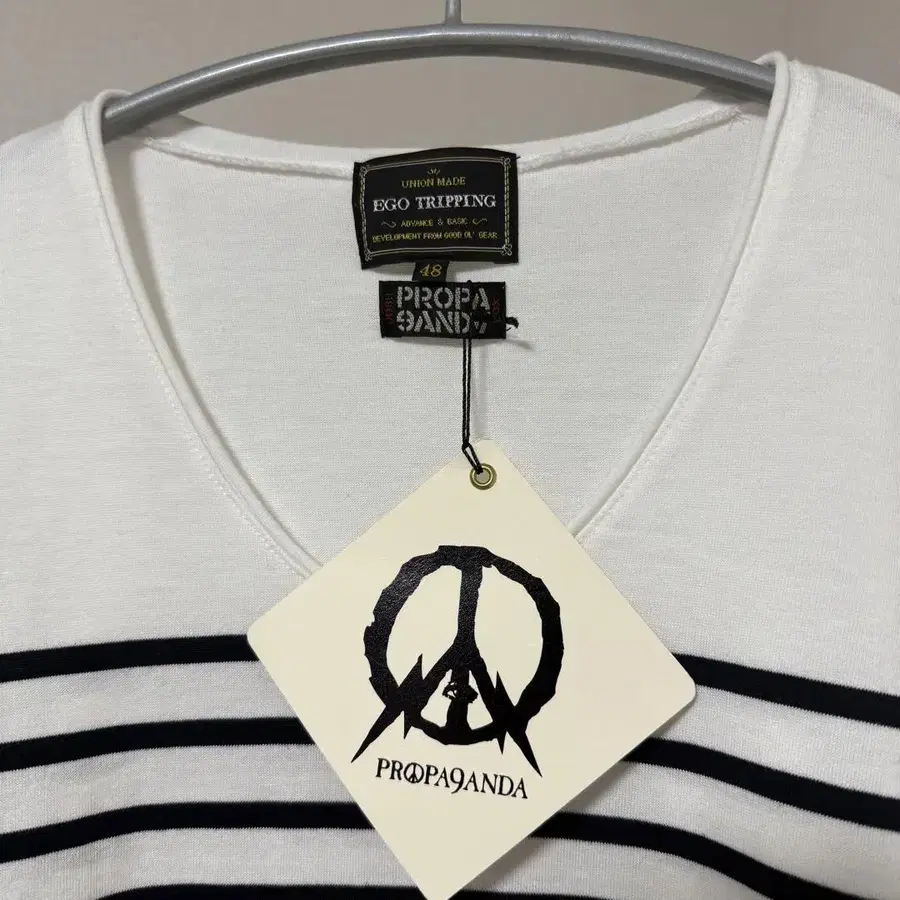 UNION MADE
EGO TRIPPING
ADVANCE & BASIC
DEVELOPMENT FROM GOOD OL' GEAR
48
PROPA
9ANDA
PROPA9ANDA